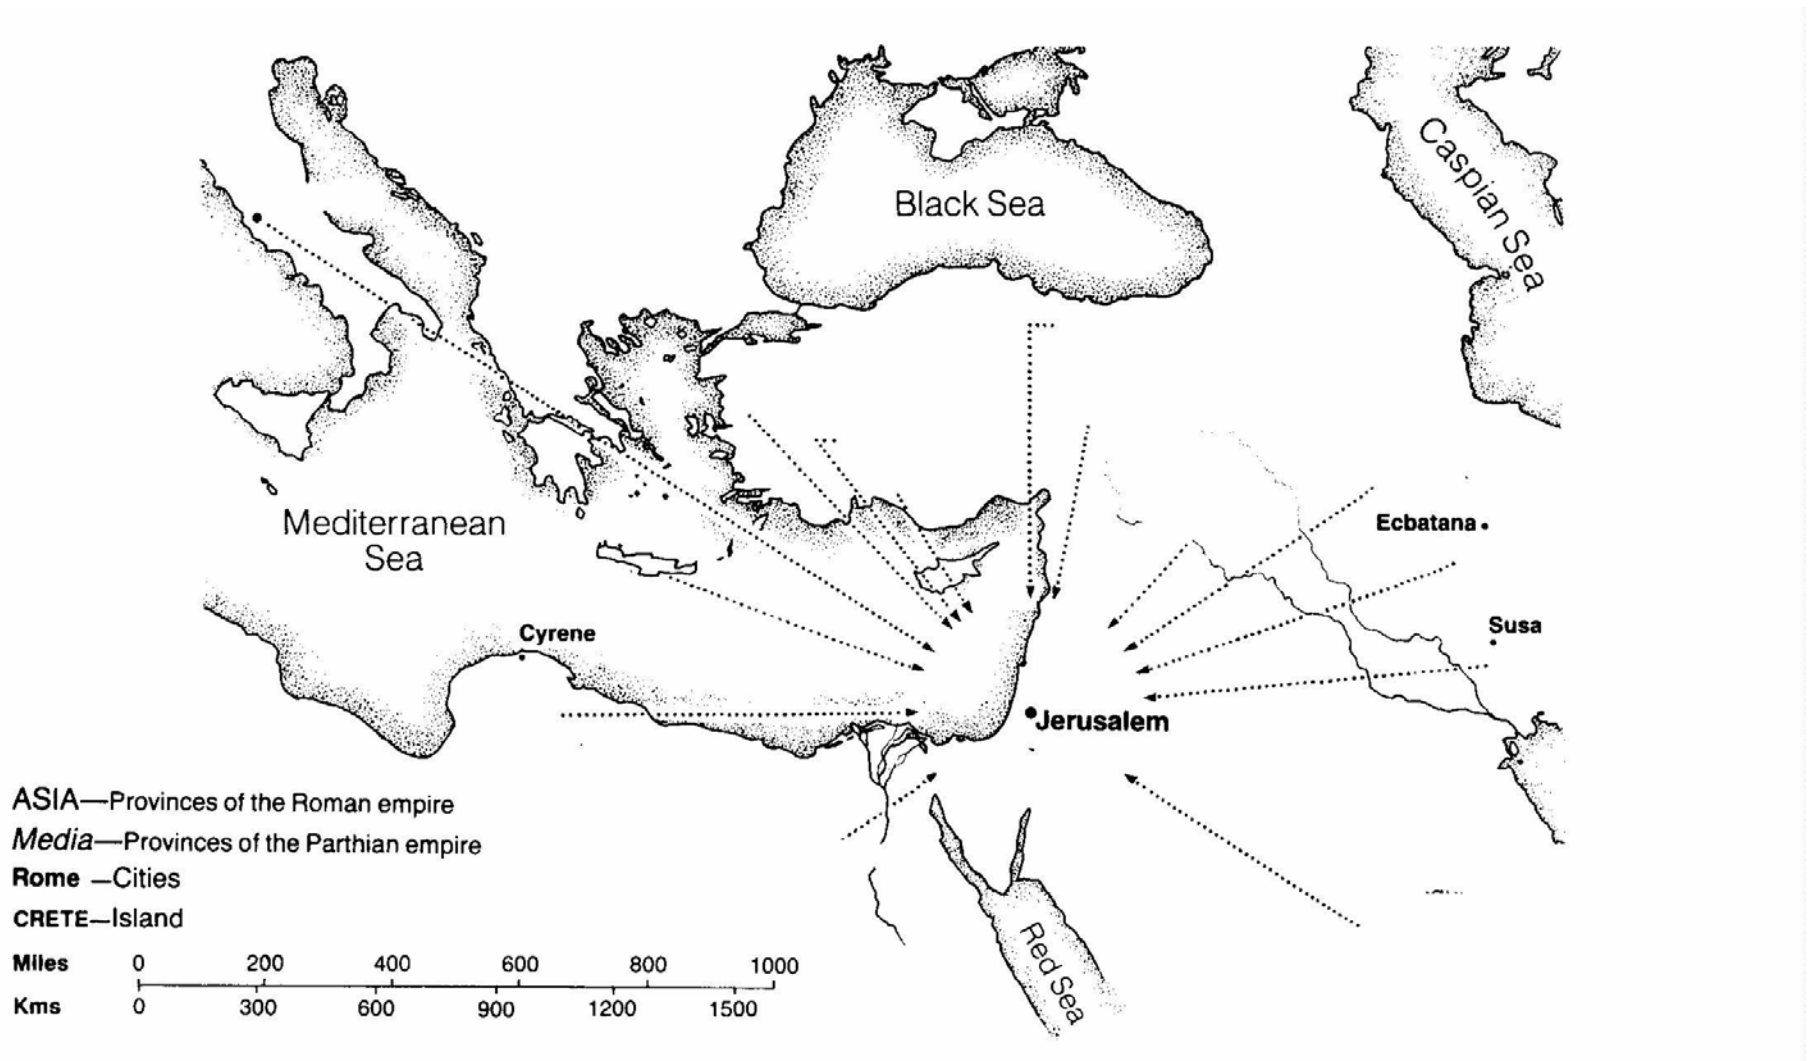 Black Sea
Caspian Sea
Mediterranean
Sea
Ecbatana
Susa
Cyrene
Jerusalem
Red Sea
ASIA—Provinces of the Roman empire
Media—Provinces of the Parthian empire
Rome —Cities
CRETE—Island
Miles 0 200 400 600 800 1000
Kms 0 300 600 900 1200 1500